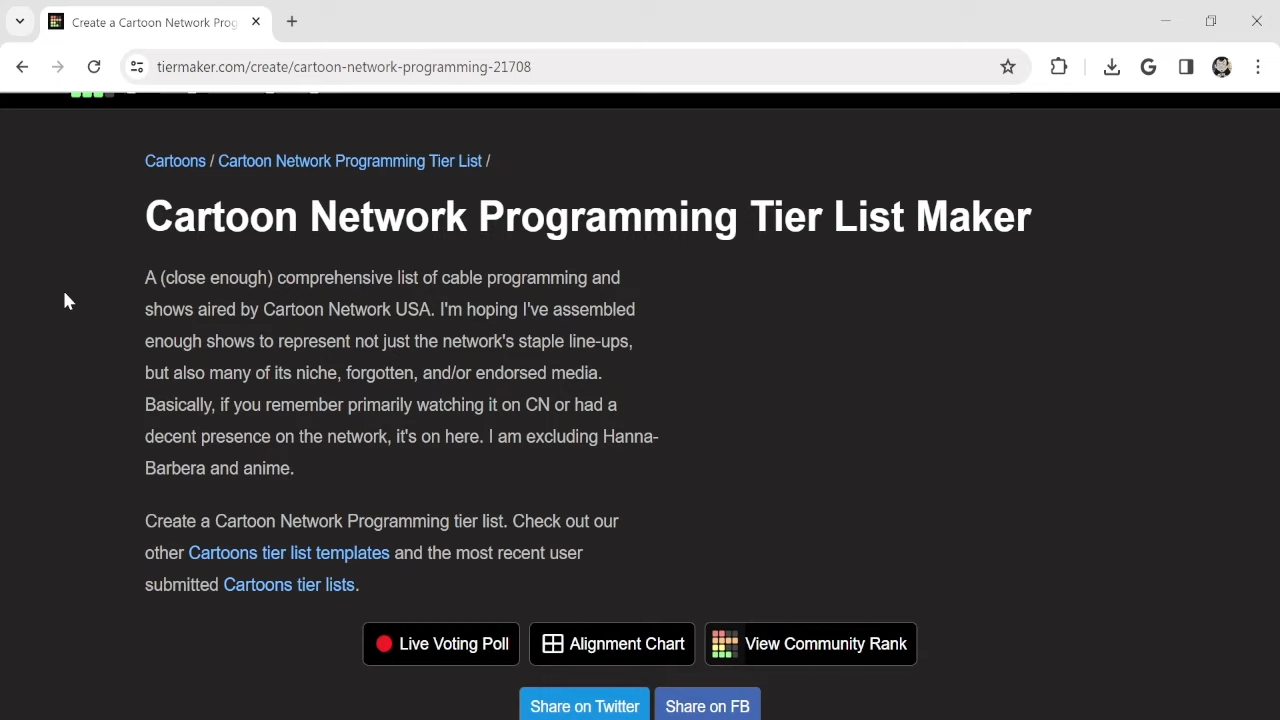 Create a Cartoon Network Prog
tiermaker.com/create/cartoon-network-programming-21708
Cartoons / Cartoon Network Programming Tier List /
Cartoon Network Programming Tier List Maker
A (close enough) comprehensive list of cable programming and
shows aired by Cartoon Network USA. I'm hoping I've assembled
enough shows to represent not just the network's staple line-ups,
but also many of its niche, forgotten, and/or endorsed media.
Basically, if you remember primarily watching it on CN or had a
decent presence on the network, it's on here. I am excluding Hanna-
Barbera and anime.
Create a Cartoon Network Programming tier list. Check out our
other Cartoons tier list templates and the most recent user
submitted Cartoons tier lists.
Live Voting Poll Alignment Chart View Community Rank
Share on Twitter Share on FB